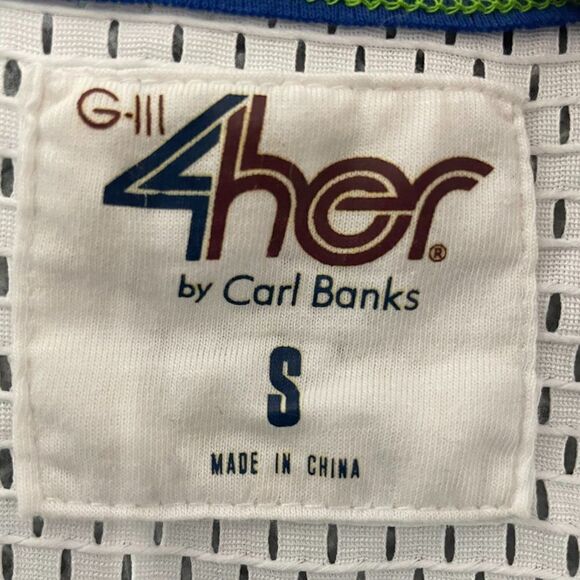 G-III
4her®
by Carl Banks
S
MADE IN CHINA